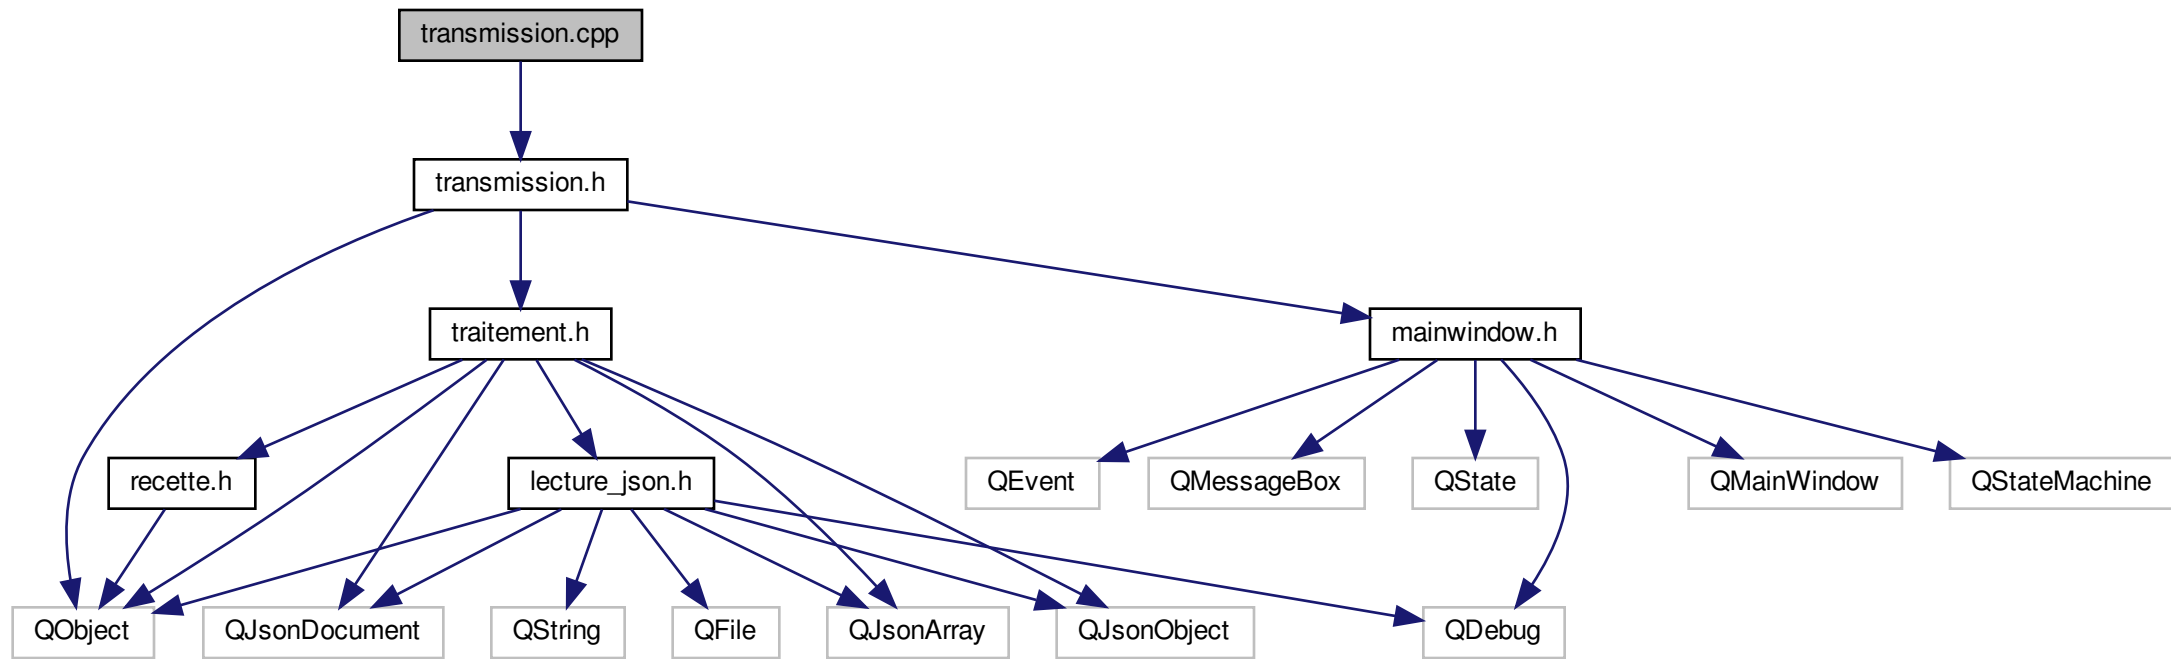 transmission.cpp
transmission.h
traitement.h
mainwindow.h
recette.h
lecture_json.h
QEvent
QMessageBox
QState
QMainWindow
QStateMachine
QObject
QJsonDocument
QString
QFile
QJsonArray
QJsonObject
QDebug